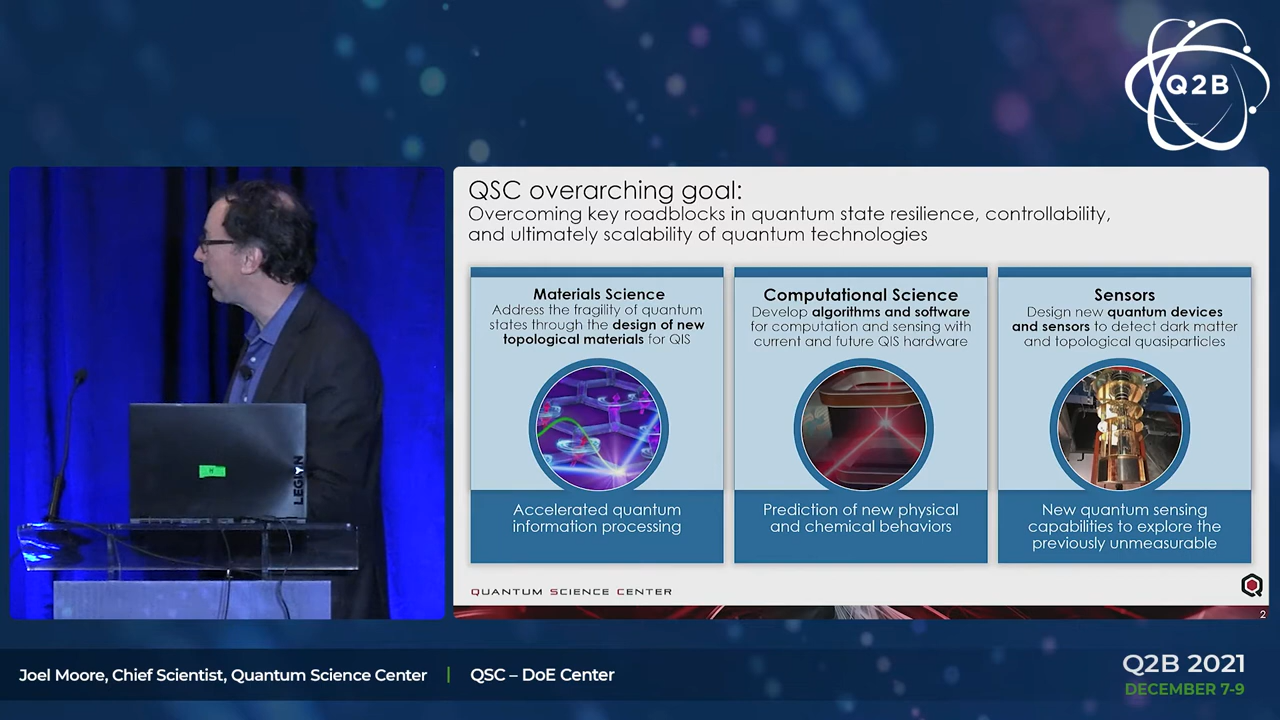 Q2B
QSC overarching goal:
Overcoming key roadblocks in quantum state resilience, controllability,
and ultimately scalability of quantum technologies
Materials Science
Address the fragility of quantum
states through the design of new
topological materials for QIS
Accelerated quantum
information processing
Computational Science
Develop algorithms and software
for computation and sensing with
current and future QIS hardware
Prediction of new physical
and chemical behaviors
Sensors
Design new quantum devices
and sensors to detect dark matter
and topological quasiparticles
New quantum sensing
capabilities to explore the
previously unmeasurable
QUANTUM SCIENCE CENTER
2
LEGION
H
Joel Moore, Chief Scientist, Quantum Science Center | QSC – DoE Center
Q2B 2021
DECEMBER 7-9